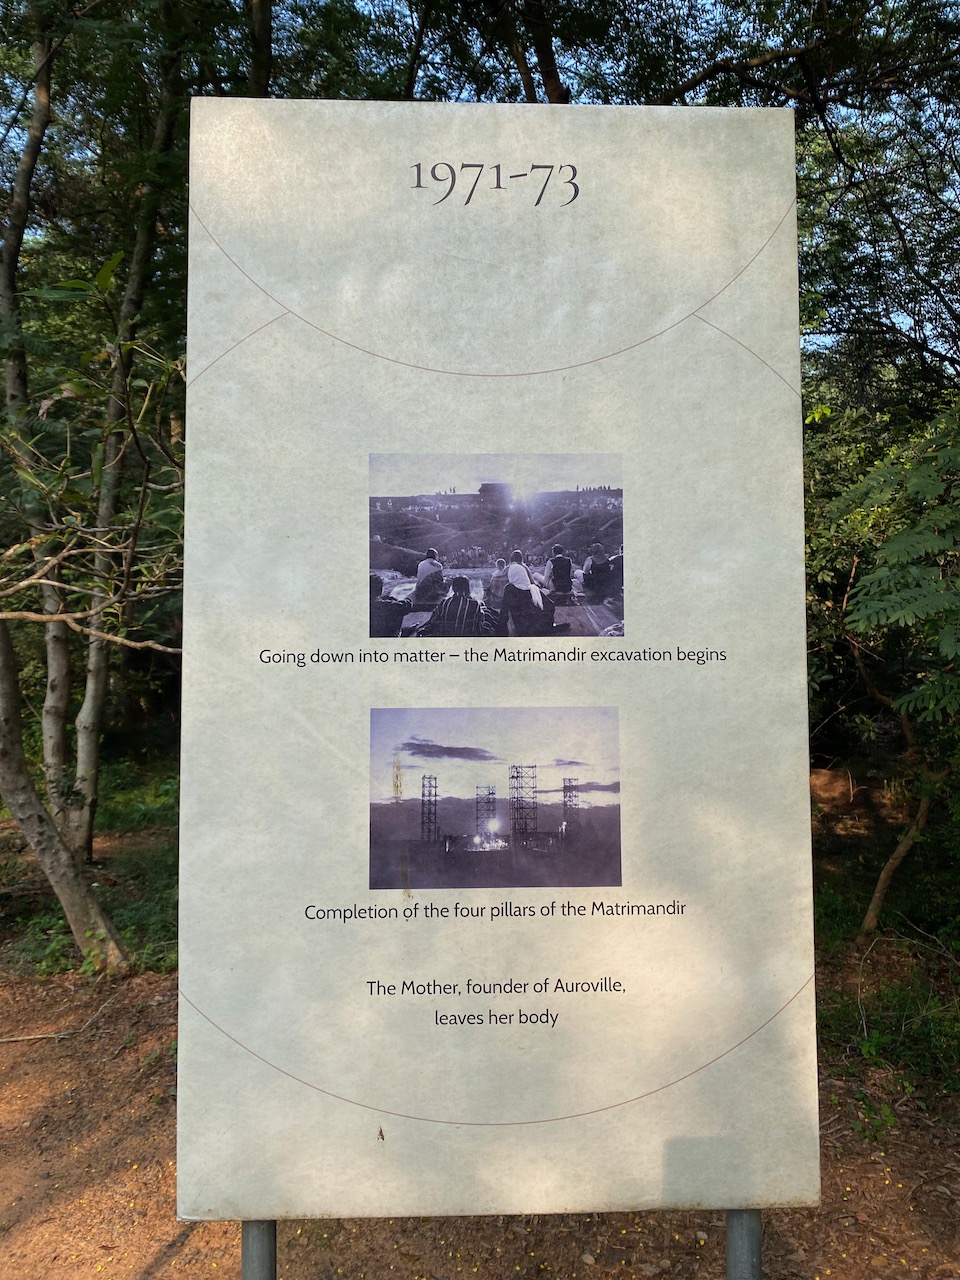 1971-73
Going down into matter – the Matrimandir excavation begins
Completion of the four pillars of the Matrimandir
The Mother, founder of Auroville,
leaves her body